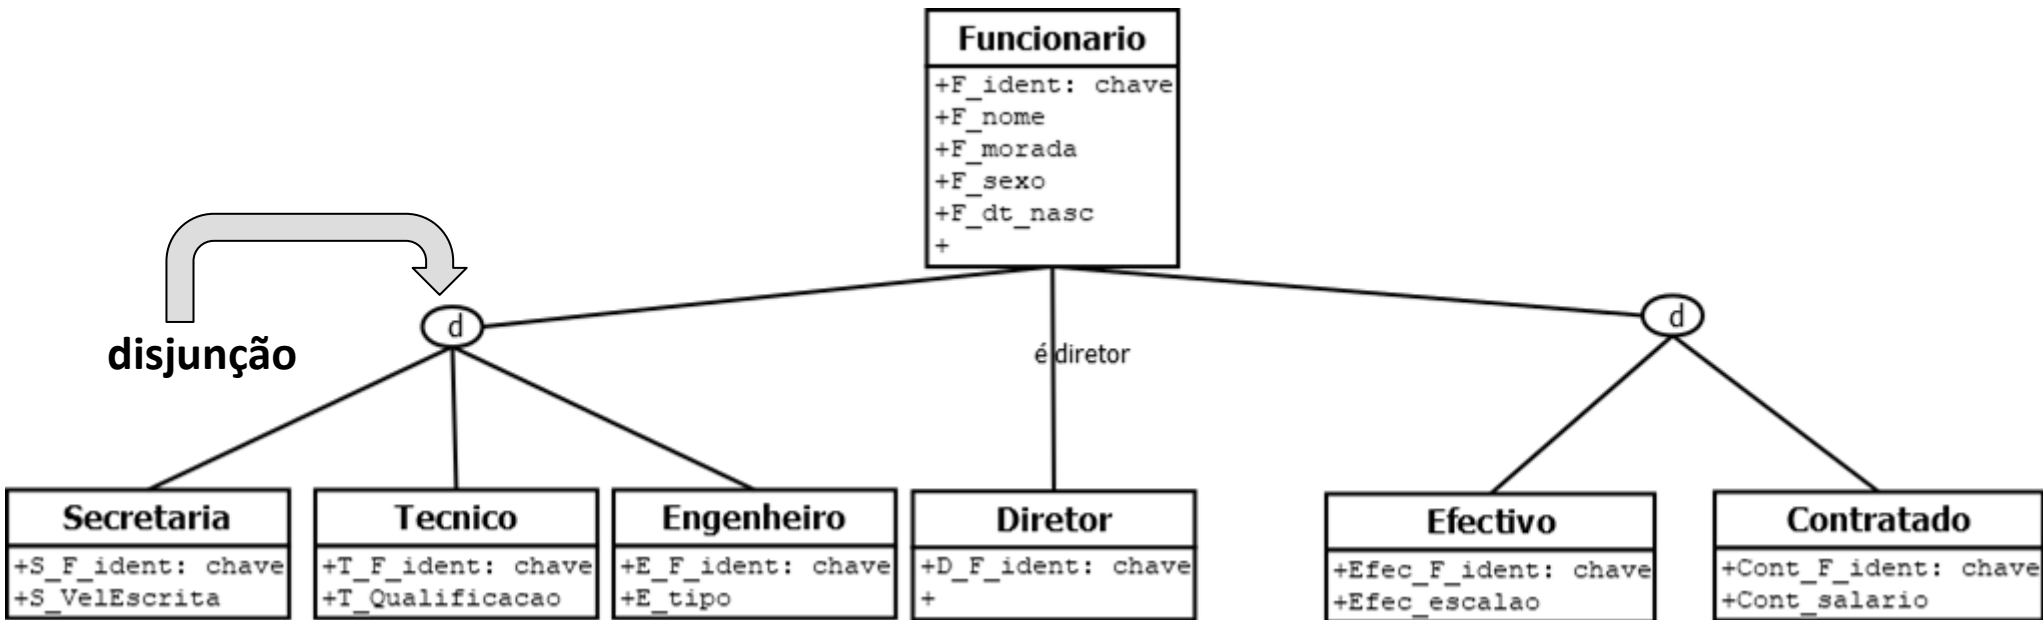 Funcionario
+F_ident: chave
+F_nome
+F_morada
+F_sexo
+F_dt_nasc
+
disjunção
d
é diretor
d
Secretaria
+S_F_ident: chave
+S_VelEscrita
Tecnico
+T_F_ident: chave
+T_Qualificacao
Engenheiro
+E_F_ident: chave
+E_tipo
Diretor
+D_F_ident: chave
+
Efectivo
+Efec_F_ident: chave
+Efec_escalao
Contratado
+Cont_F_ident: chave
+Cont_salario